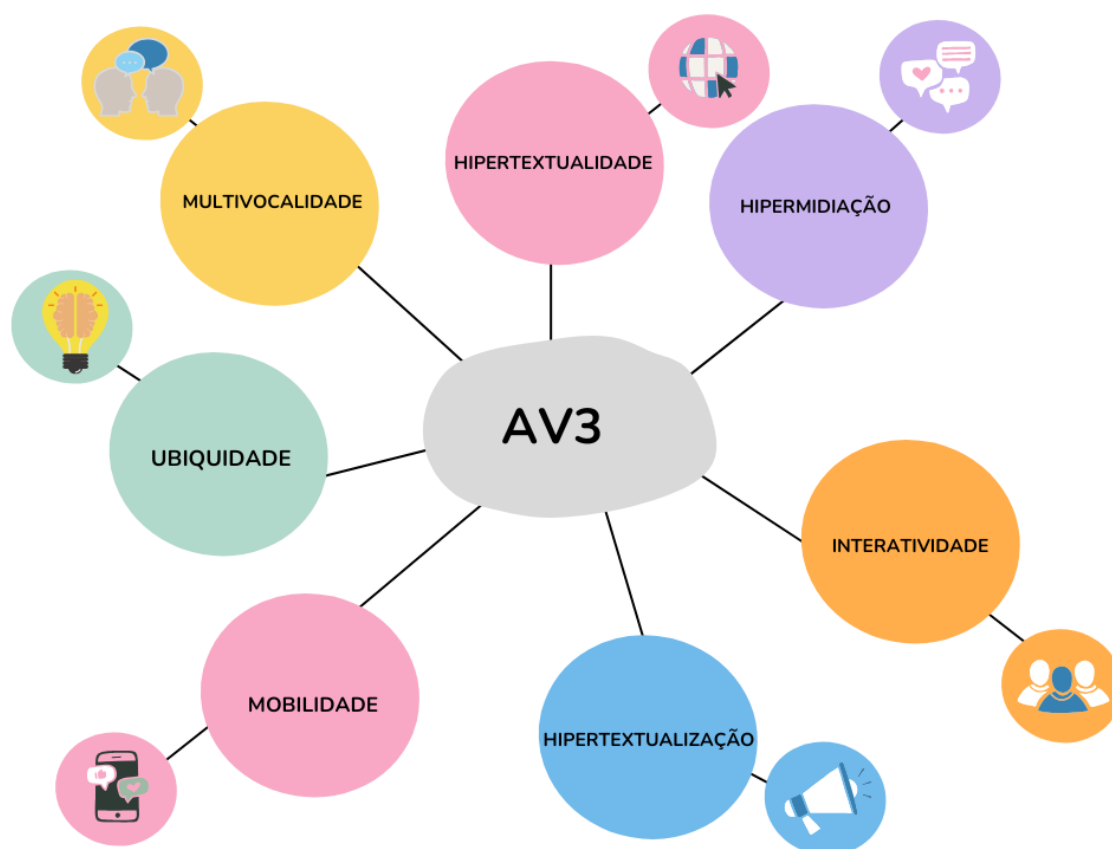 HIPERTEXTUALIDADE
MULTIVOCALIDADE
HIPERMIDIAÇÃO
AV3
UBIQUIDADE
INTERATIVIDADE
MOBILIDADE
HIPERTEXTUALIZAÇÃO